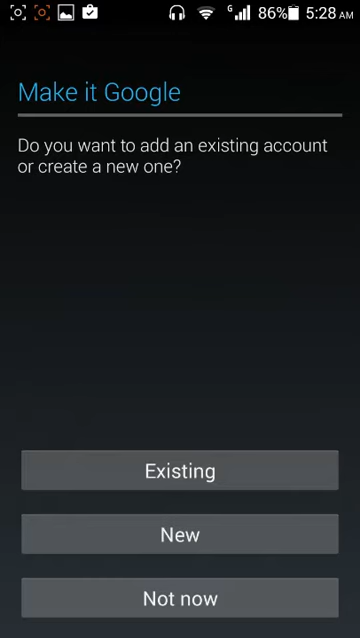 G 86% 5:28 AM
Make it Google
Do you want to add an existing account
or create a new one?
Existing
New
Not now